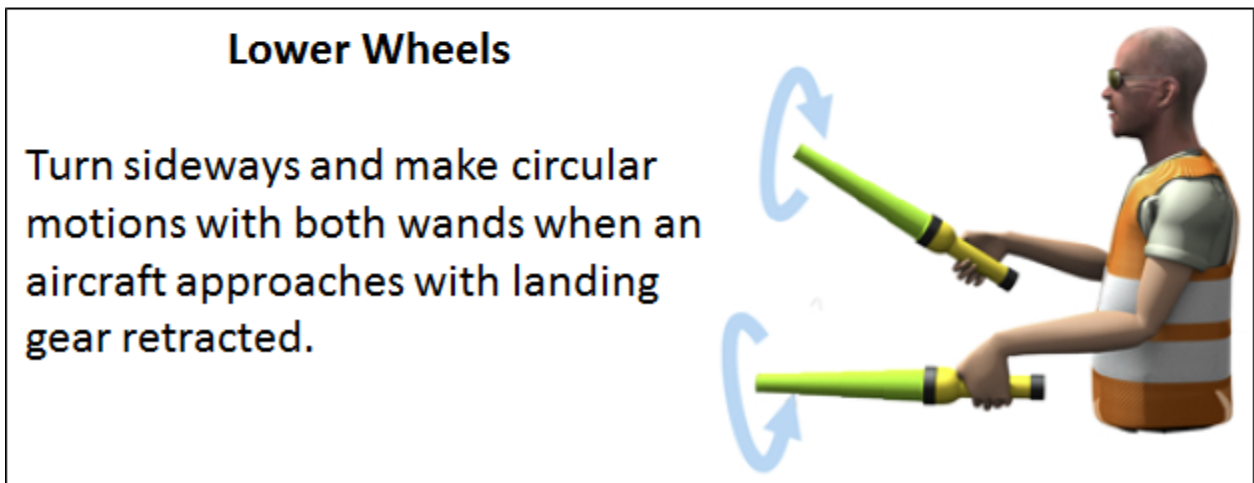 Lower Wheels
Turn sideways and make circular
motions with both wands when an
aircraft approaches with landing
gear retracted.